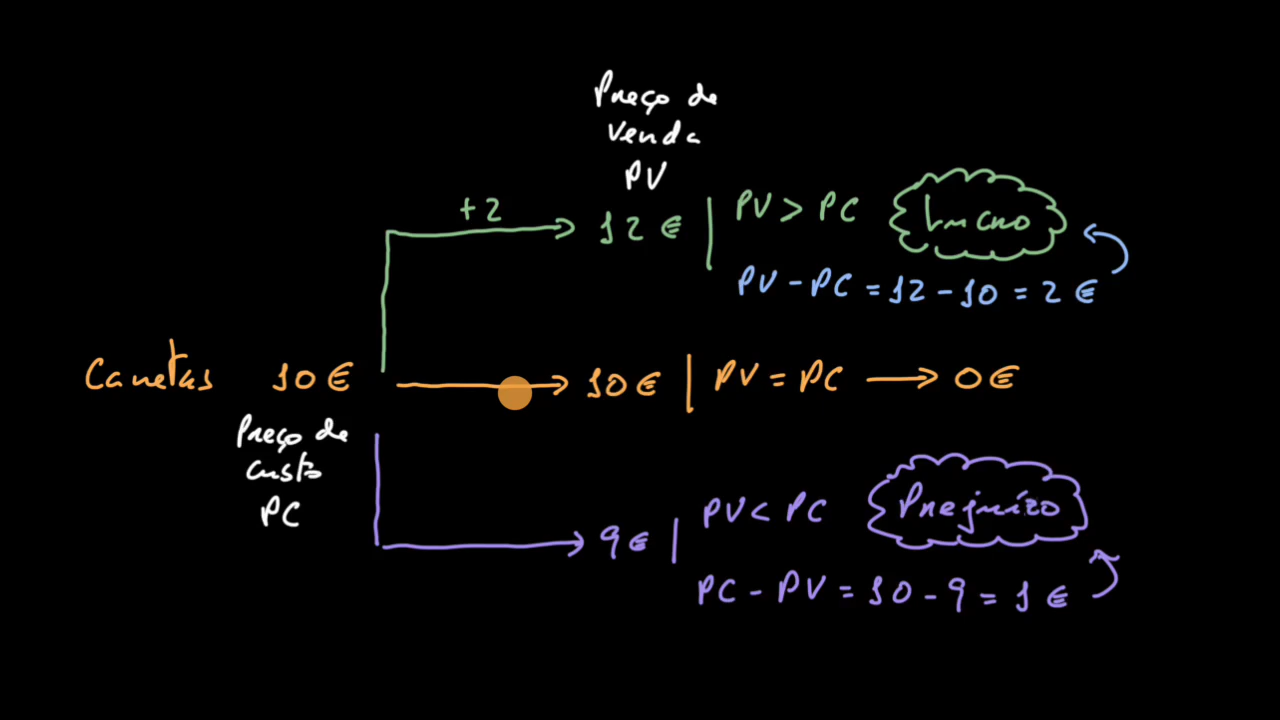 Preço de
Venda
PV
+2
12 € | PV > PC Lucro
PV - PC = 12 - 10 = 2 €
Canetas 10 € → 10 € | PV = PC → 0 €
Preço de
custo
PC
9 € | PV < PC Prejuízo
PC - PV = 10 - 9 = 1 €